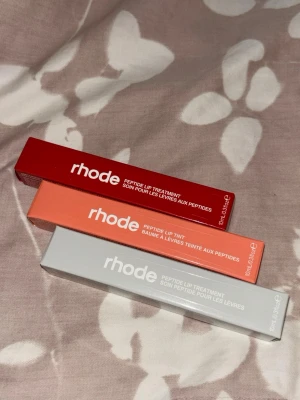 rhode
PEPTIDE LIP TREATMENT
SOIN POUR LES LÈVRES AUX PEPTIDES
rhode
PEPTIDE LIP TINT
BAUME À LÈVRES TEINTÉ AUX PEPTIDES
rhode
PEPTIDE LIP TREATMENT
SOIN PEPTIDE POUR LES LÈVRES